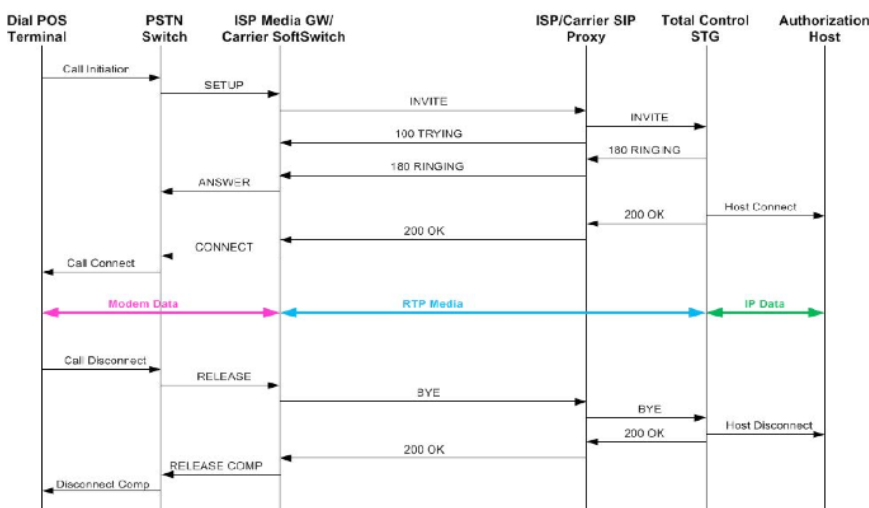 Dial POS Terminal
PSTN Switch
ISP Media GW/ Carrier SoftSwitch
ISP/Carrier SIP Proxy
Total Control STG
Authorization Host
Call Initiation
SETUP
INVITE
INVITE
100 TRYING
180 RINGING
180 RINGING
ANSWER
Host Connect
200 OK
200 OK
CONNECT
Call Connect
Modem Data
RTP Media
IP Data
Call Disconnect
RELEASE
BYE
BYE
Host Disconnect
200 OK
200 OK
RELEASE COMP
Disconnect Comp